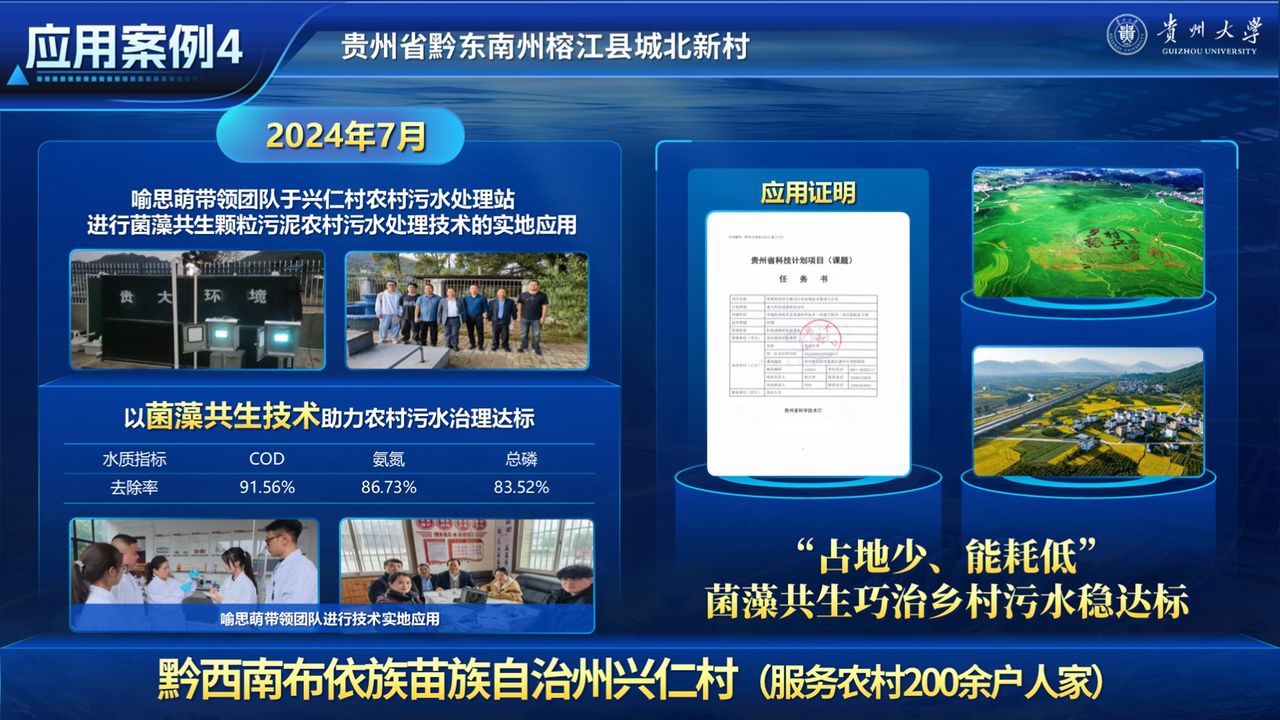 应用案例4
贵州省黔东南州榕江县城北新村
贵州大学
GUIZHOU UNIVERSITY
2024年7月
喻思萌带领团队于兴仁村农村污水处理站
进行菌藻共生颗粒污泥农村污水处理技术的实地应用
贵大环境
以菌藻共生技术助力农村污水治理达标
水质指标 COD 氨氮 总磷
去除率 91.56% 86.73% 83.52%
喻思萌带领团队进行技术实地应用
应用证明
贵州省科技计划项目（课题）
任 务 书
贵州省科学技术厅
乡村
振兴
“占地少、能耗低”
菌藻共生巧治乡村污水稳达标
黔西南布依族苗族自治州兴仁村（服务农村200余户人家）